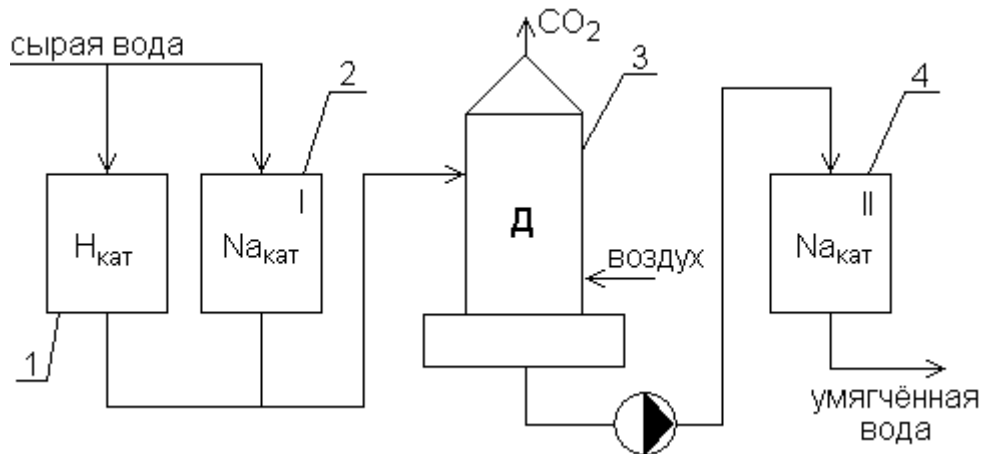 CO₂
сырая вода
2
3
4
I
II
Hкат
Naкат
Д
Naкат
воздух
1
умягчённая
вода